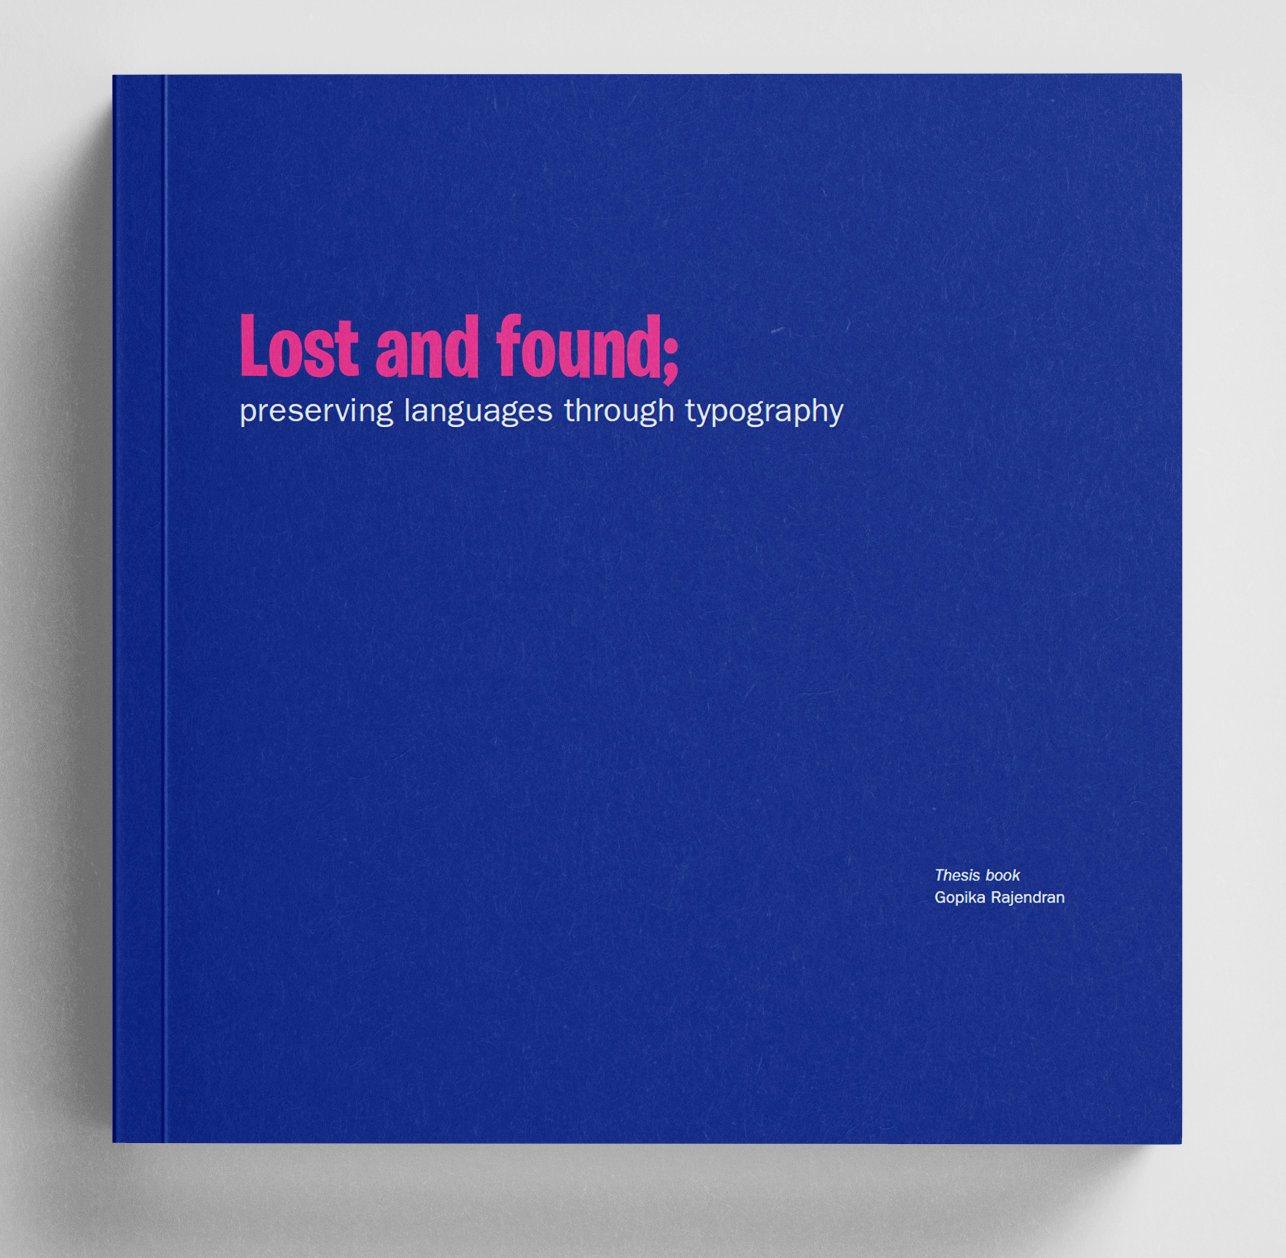 Lost and found;
preserving languages through typography
Thesis book
Gopika Rajendran